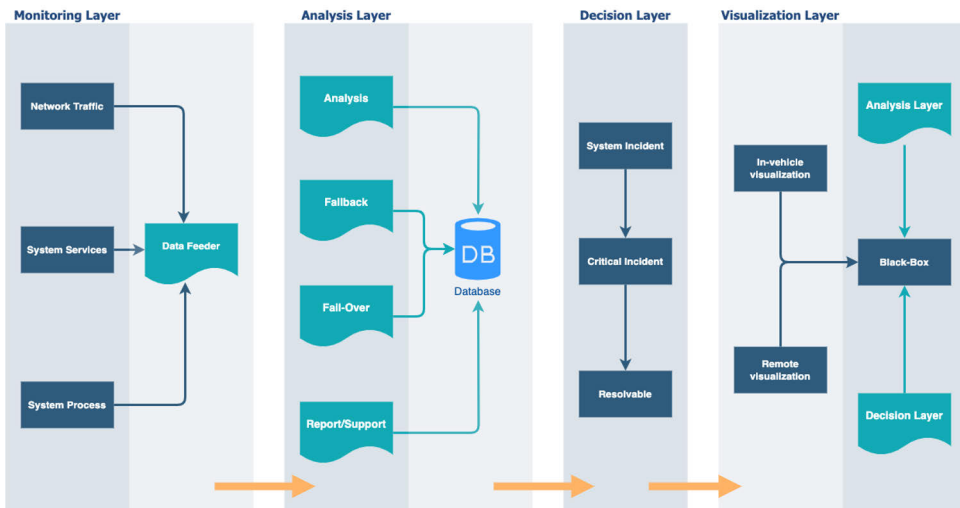 Monitoring Layer
Network Traffic
System Services
Data Feeder
System Process
Analysis Layer
Analysis
Fallback
DB
Database
Fail-Over
Report/Support
Decision Layer
System Incident
Critical Incident
Resolvable
Visualization Layer
Analysis Layer
In-vehicle
visualization
Black-Box
Remote
visualization
Decision Layer